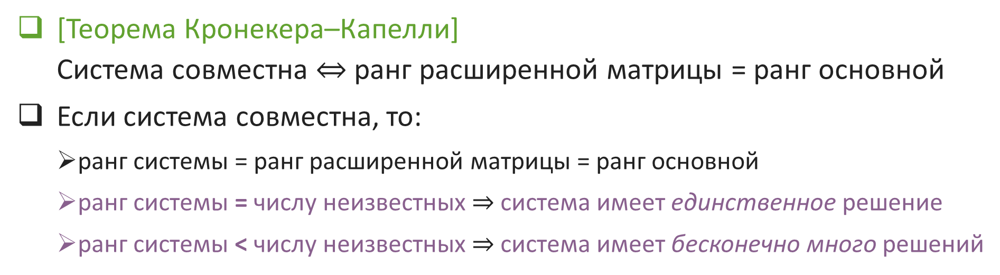 [Теорема Кронекера–Капелли]
Система совместна ⇔ ранг расширенной матрицы = ранг основной
Если система совместна, то:
ранг системы = ранг расширенной матрицы = ранг основной
ранг системы = числу неизвестных ⇒ система имеет единственное решение
ранг системы < числу неизвестных ⇒ система имеет бесконечно много решений